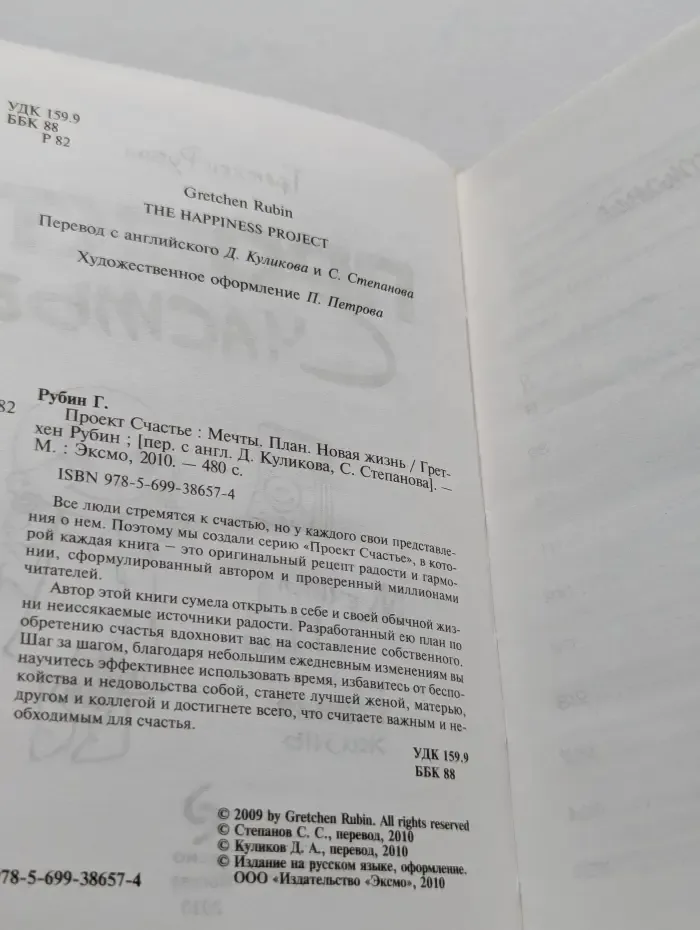 УДК 159.9
ББК 88
Р 82
Gretchen Rubin
THE HAPPINESS PROJECT
Перевод с английского Д. Куликова и С. Степанова
Художественное оформление П. Петрова
Рубин Г.
82
Проект Счастье : Мечты. План. Новая жизнь / Грет-
хен Рубин ; [пер. с англ. Д. Куликова, С. Степанова]. —
М. : Эксмо, 2010. — 480 с.
ISBN 978-5-699-38657-4
Все люди стремятся к счастью, но у каждого свои представле-
ния о нем. Поэтому мы создали серию «Проект Счастье», в кото-
рой каждая книга — это оригинальный рецепт радости и гармо-
нии, сформулированный автором и проверенный миллионами
читателей.
Автор этой книги сумела открыть в себе и своей обычной жиз-
ни неиссякаемые источники радости. Разработанный ею план по
обретению счастья вдохновит вас на составление собственного.
Шаг за шагом, благодаря небольшим ежедневным изменениям вы
научитесь эффективнее использовать время, избавитесь от беспо-
койства и недовольства собой, станете лучшей женой, матерью,
другом и коллегой и достигнете всего, что считаете важным и не-
обходимым для счастья.
УДК 159.9
ББК 88
© 2009 by Gretchen Rubin. All rights reserved
© Степанов С. С., перевод, 2010
© Куликов Д. А., перевод, 2010
© Издание на русском языке, оформление.
ООО «Издательство «Эксмо», 2010
978-5-699-38657-4